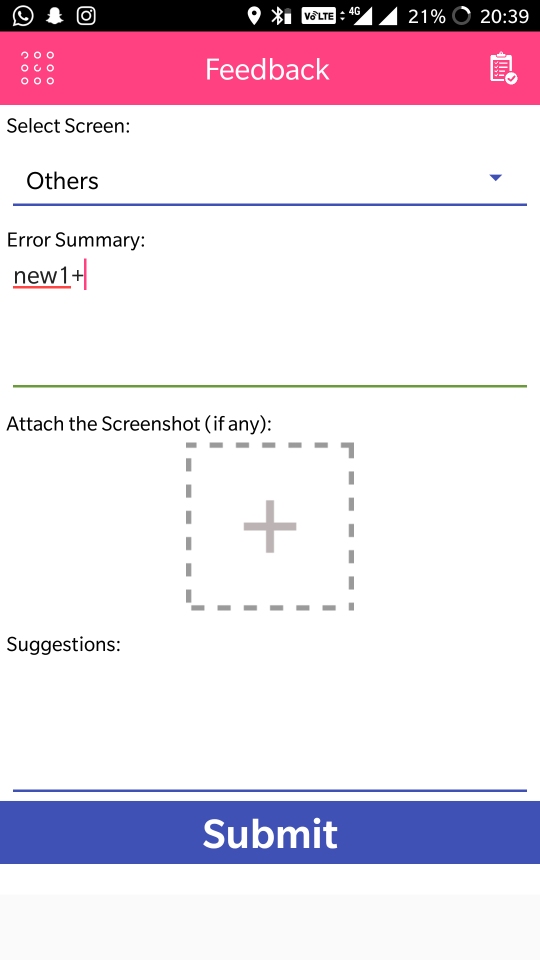 VoLTE 4G 21% 20:39
Feedback
Select Screen:
Others
Error Summary:
new1+
Attach the Screenshot (if any):
Suggestions:
Submit